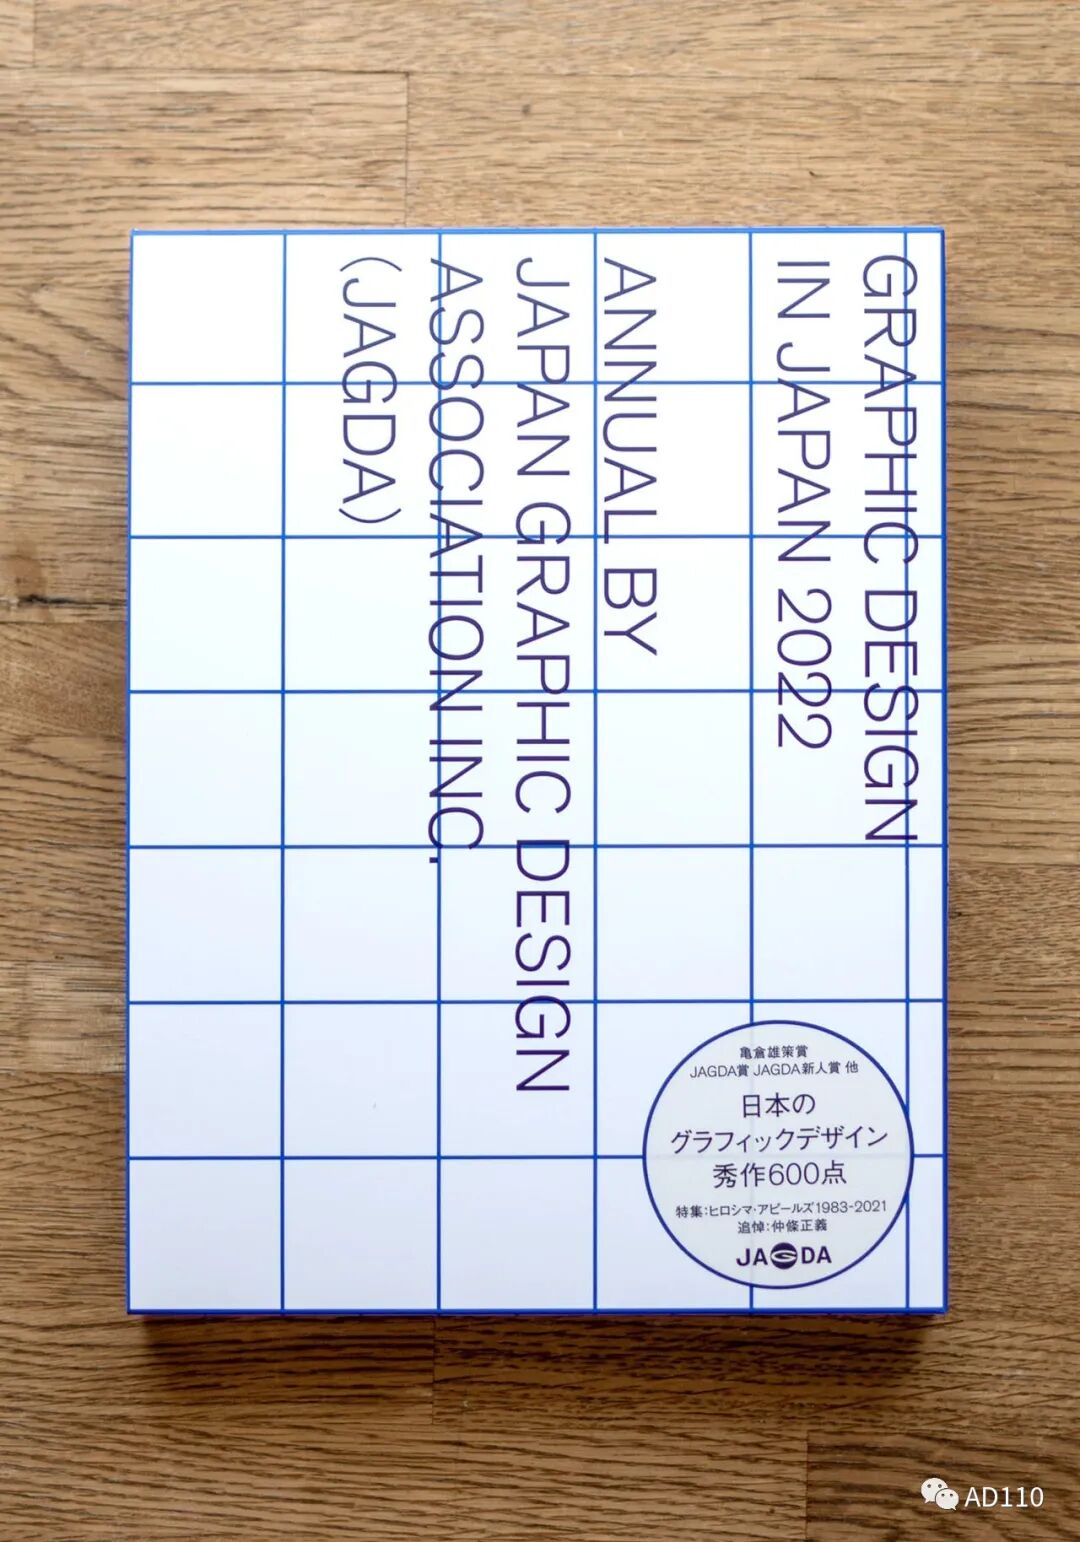 GRAPHIC DESIGN
IN JAPAN 2022
ANNUAL BY
JAPAN GRAPHIC DESIGN
ASSOCIATION INC.
(JAGDA)
亀倉雄策賞
JAGDA賞 JAGDA新人賞 他
日本の
グラフィックデザイン
秀作600点
特集:ヒロシマ・アピールズ1983-2021
追悼:仲條正義
JAGDA
AD110